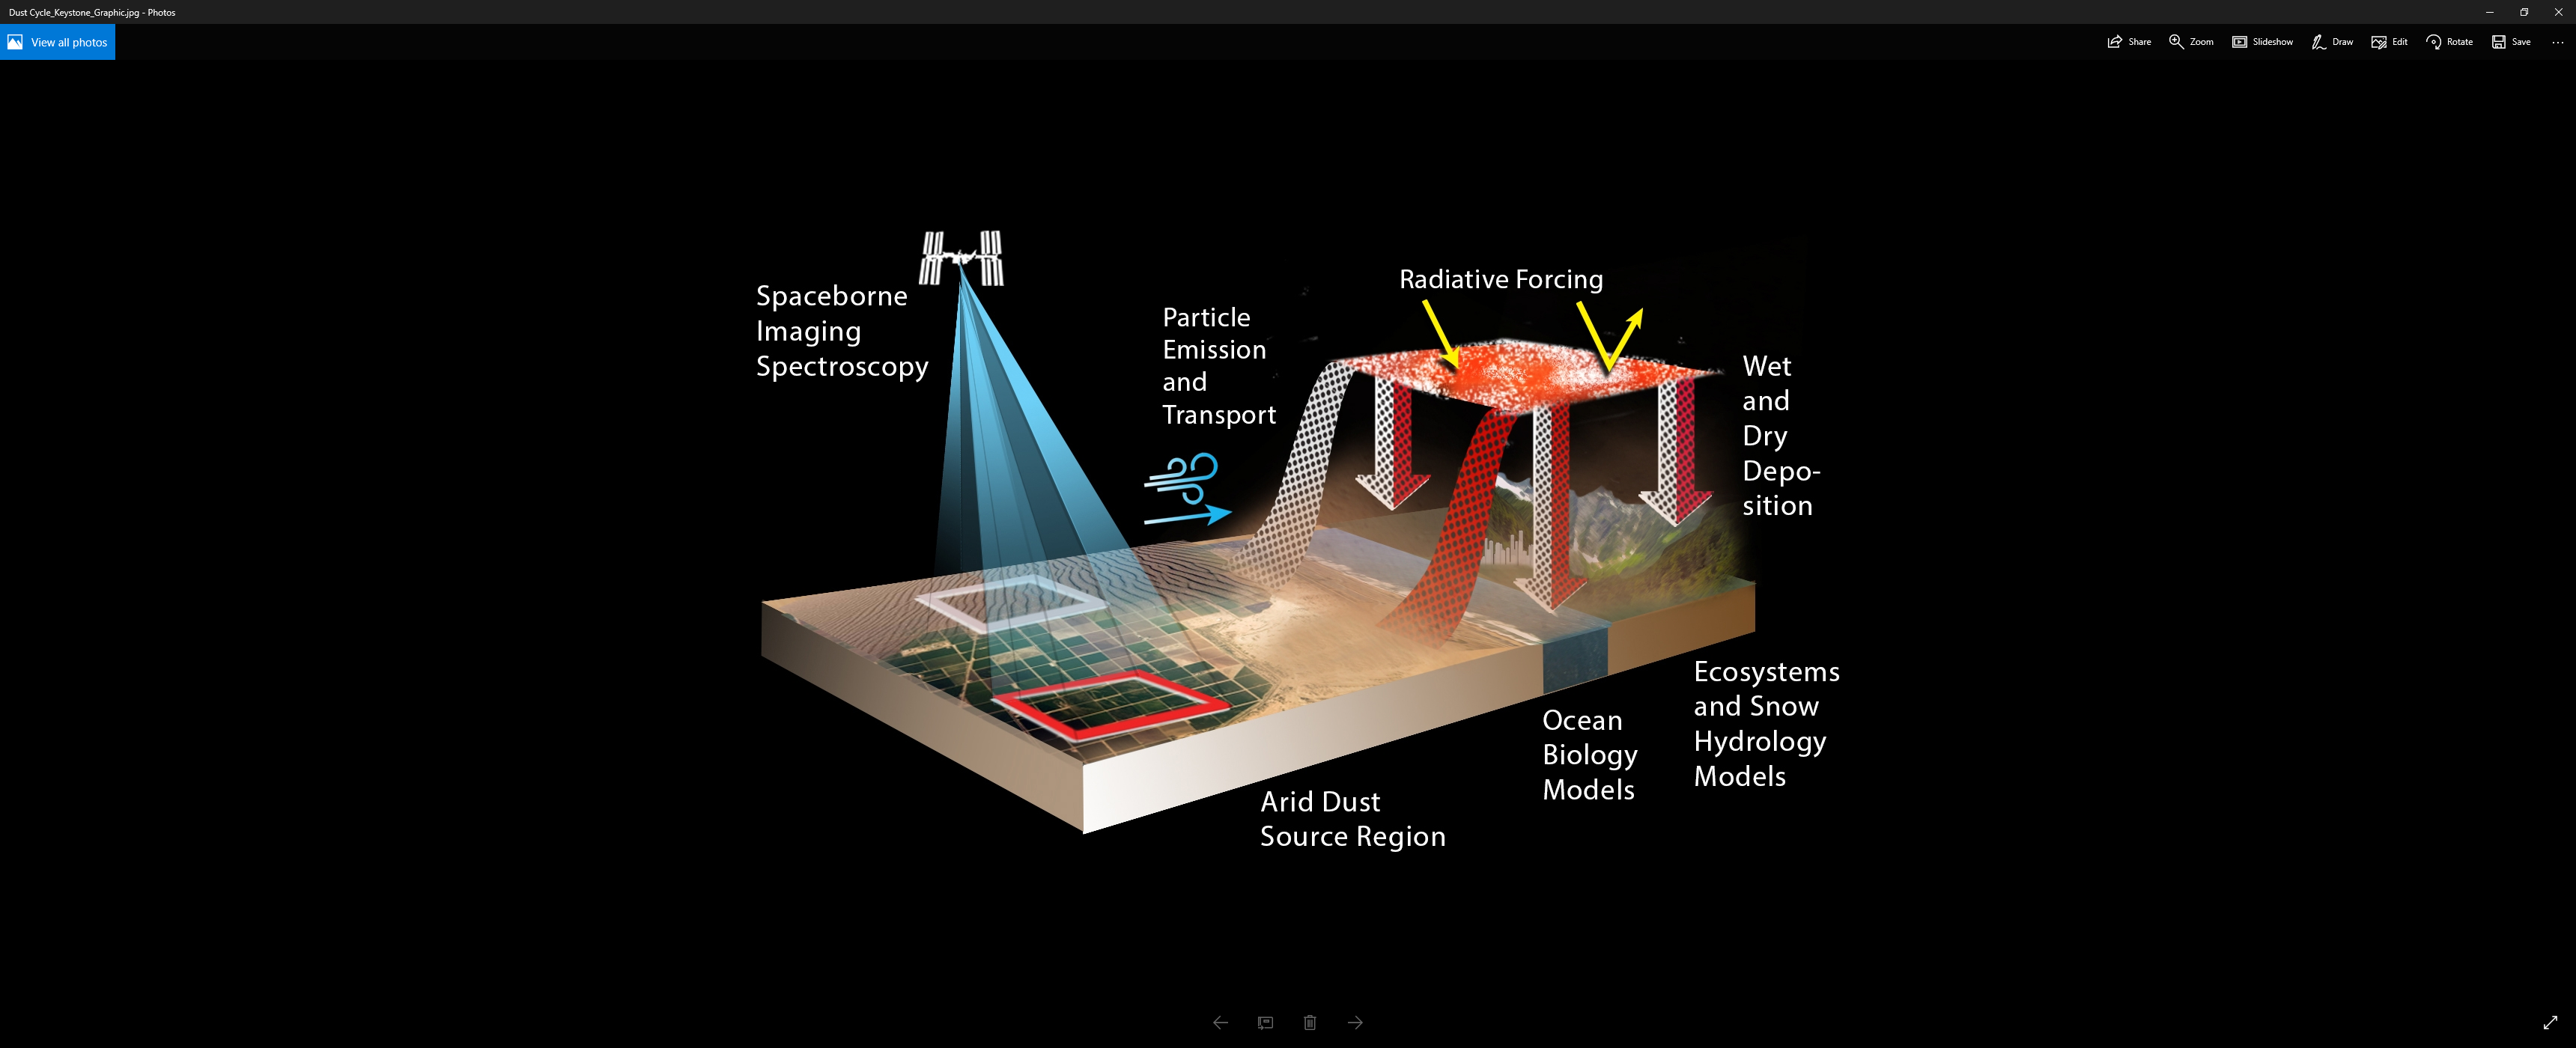 Dust Cycle_Keystone_Graphic.jpg - Photos
View all photos
Share
Zoom
Slideshow
Draw
Edit
Rotate
Save
Spaceborne
Imaging
Spectroscopy
Particle
Emission
and
Transport
Radiative Forcing
Wet
and
Dry
Depo-
sition
Ecosystems
and Snow
Hydrology
Models
Ocean
Biology
Models
Arid Dust
Source Region